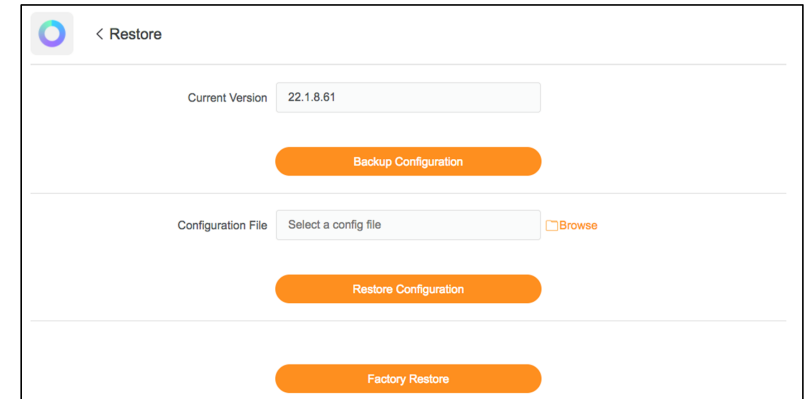 < Restore
Current Version 22.1.8.61
Backup Configuration
Configuration File Select a config file Browse
Restore Configuration
Factory Restore